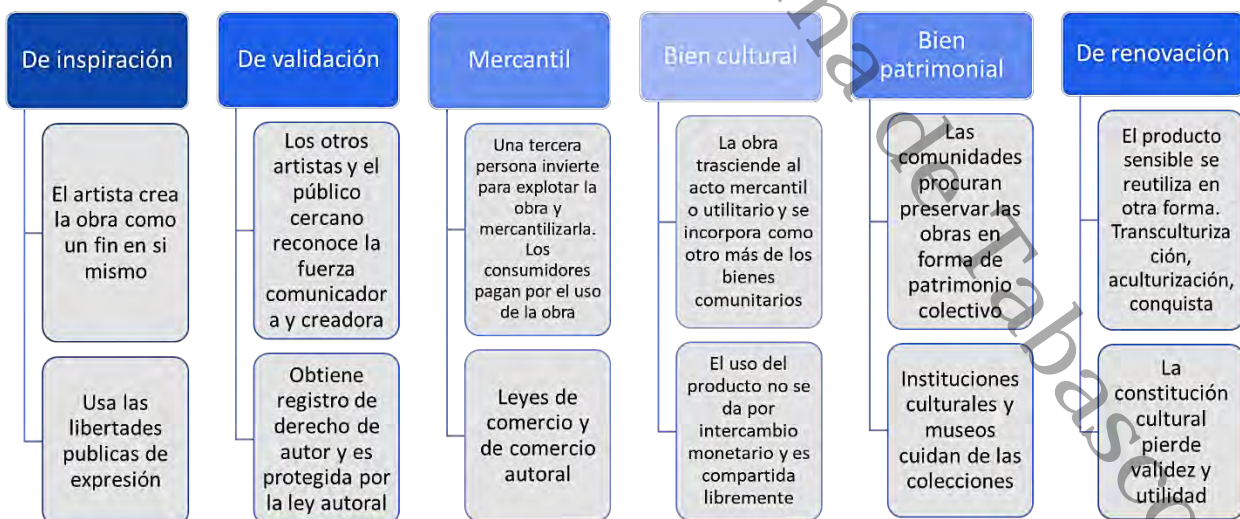 De inspiración
El artista crea
la obra como
un fin en si
mismo
Usa las
libertades
publicas de
expresión
De validación
Los otros
artistas y el
público
cercano
reconoce la
fuerza
comunicador
a y creadora
Obtiene
registro de
derecho de
autor y es
protegida por
la ley autoral
Mercantil
Una tercera
persona invierte
para explotar la
obra y
mercantilizarla.
Los
consumidores
pagan por el uso
de la obra
Leyes de
comercio y
de comercio
autoral
Bien cultural
La obra
trasciende al
acto mercantil
o utilitario y se
incorpora como
otro más de los
bienes
comunitarios
El uso del
producto no se
da por
intercambio
monetario y es
compartida
libremente
Bien
patrimonial
Las
comunidades
procuran
preservar las
obras en
forma de
patrimonio
colectivo
Instituciones
culturales y
museos
cuidan de las
colecciones
De renovación
El producto
sensible se
reutiliza en
otra forma.
Transculturiza
ción,
aculturización,
conquista
La
constitución
cultural
pierde
validez y
utilidad
de Tabasco